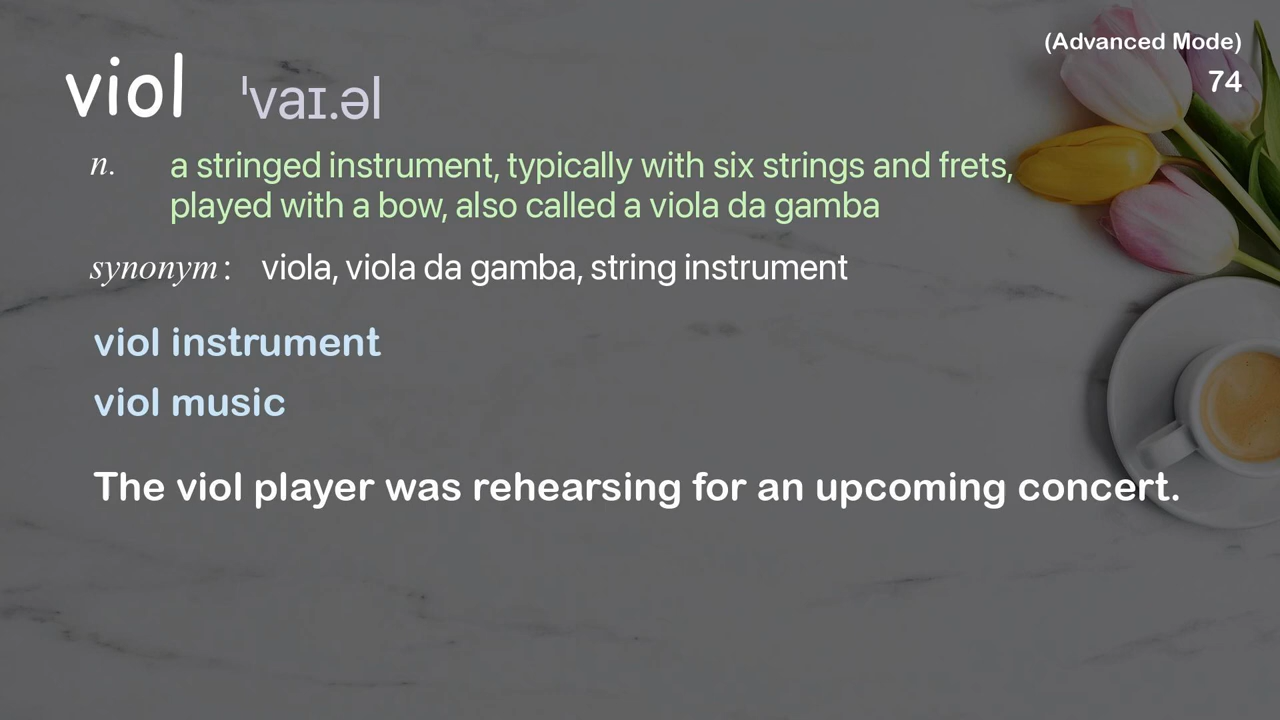 (Advanced Mode)
viol ˈvaɪ.əl
74
n. a stringed instrument, typically with six strings and frets,
played with a bow, also called a viola da gamba
synonym: viola, viola da gamba, string instrument
viol instrument
viol music
The viol player was rehearsing for an upcoming concert.